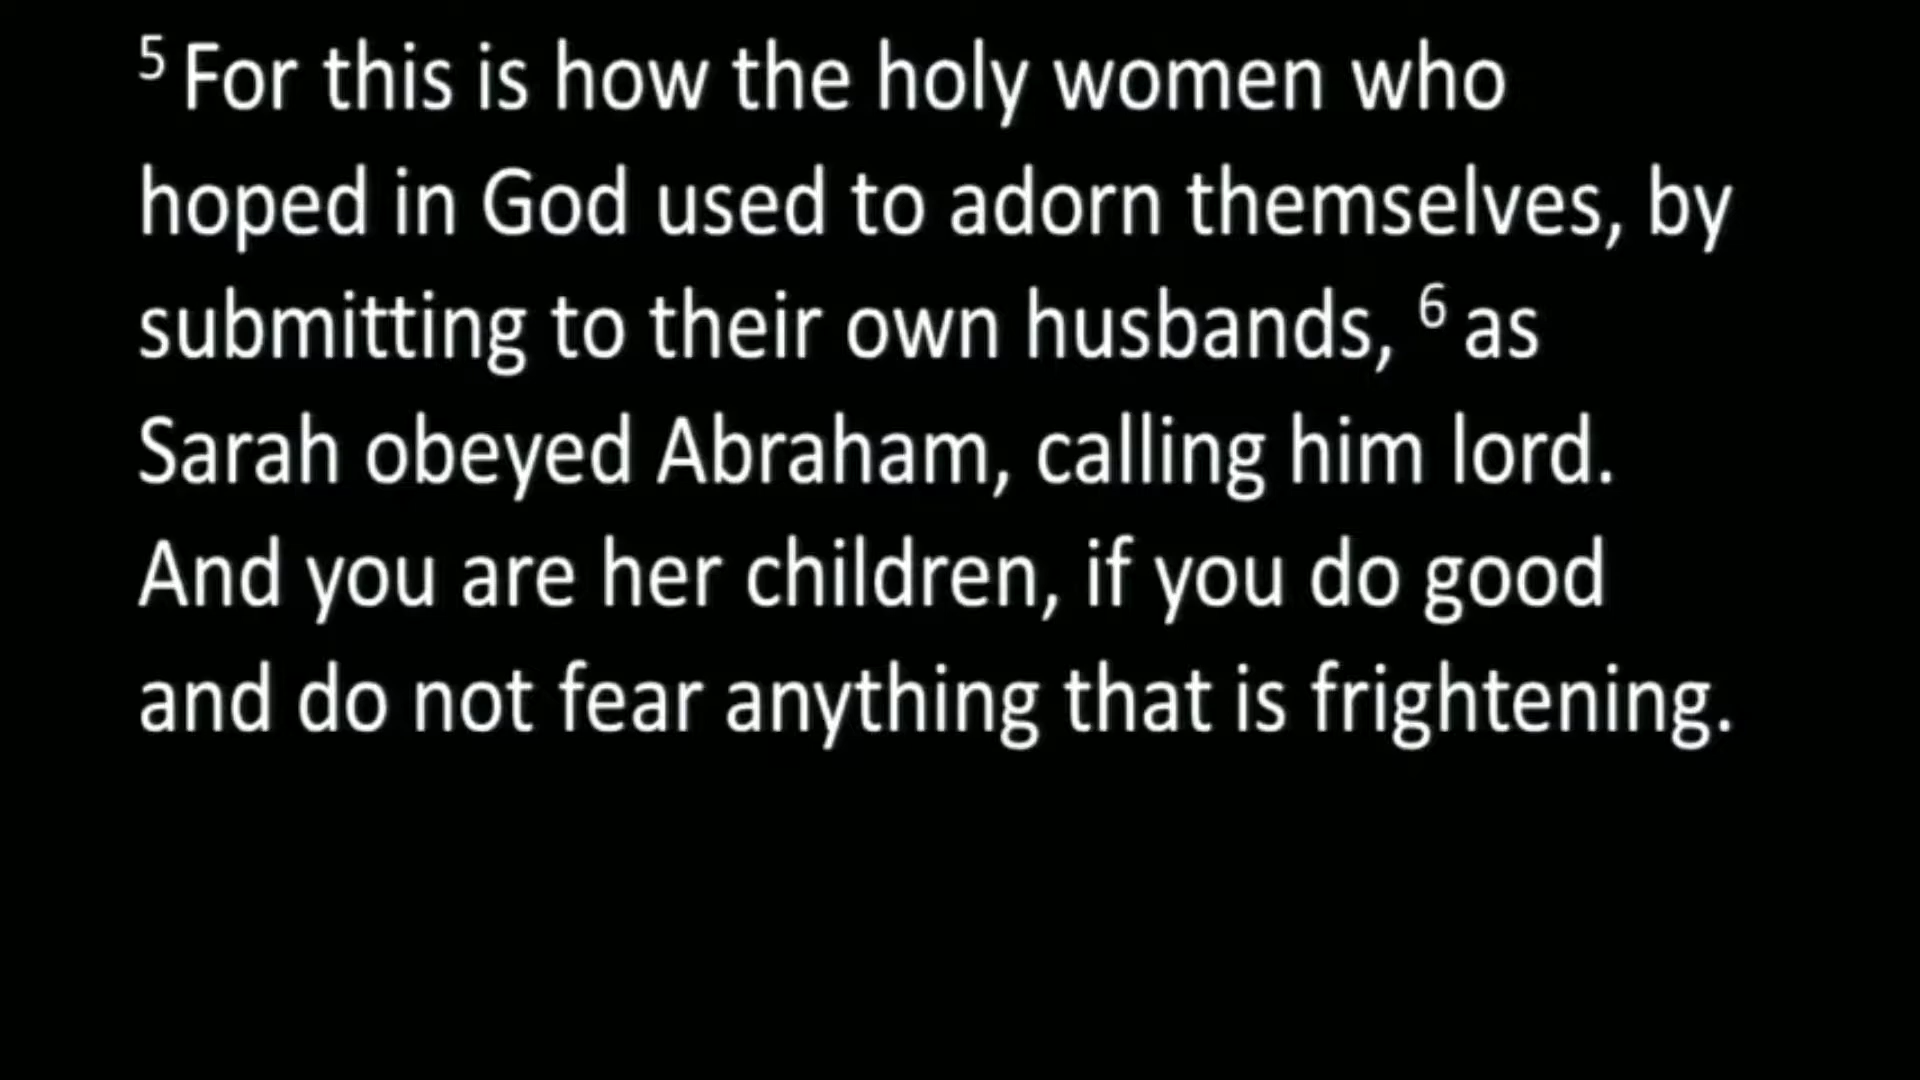 ⁵ For this is how the holy women who
hoped in God used to adorn themselves, by
submitting to their own husbands, ⁶ as
Sarah obeyed Abraham, calling him lord.
And you are her children, if you do good
and do not fear anything that is frightening.